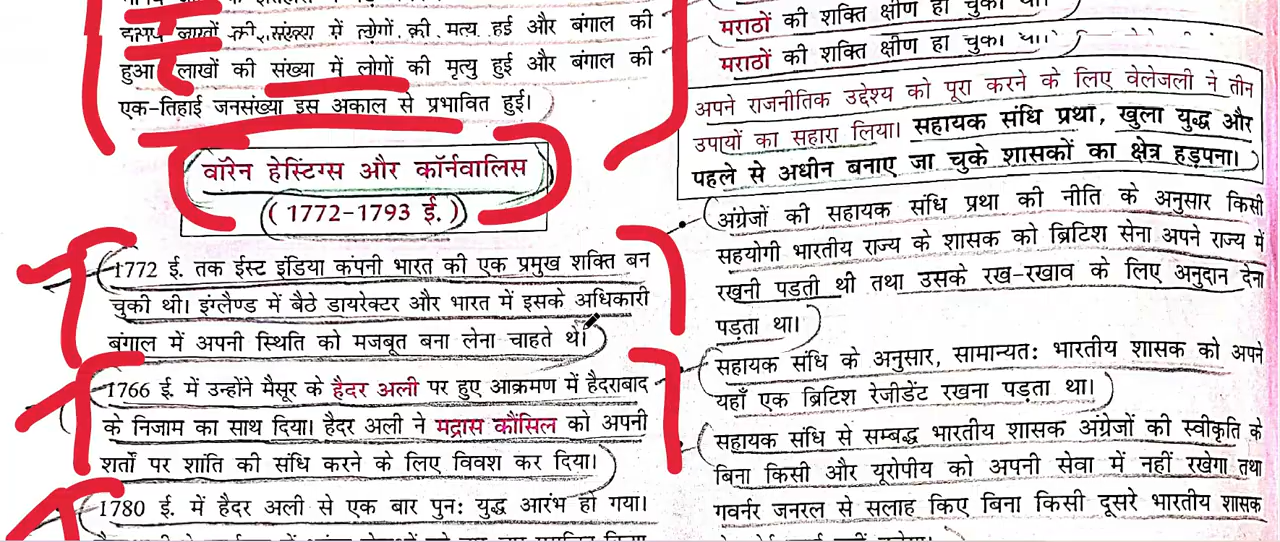 लाखों की संख्या में लोगों की मृत्यु हुई और बंगाल की
हुआ लाखों की संख्या में लोगों की मृत्यु हुई और बंगाल की
एक-तिहाई जनसंख्या इस अकाल से प्रभावित हुई।
वॉरेन हेस्टिंग्स और कॉर्नवालिस
(1772-1793 ई.)
1772 ई. तक ईस्ट इंडिया कंपनी भारत की एक प्रमुख शक्ति बन
चुकी थी। इंग्लैण्ड में बैठे डायरेक्टर और भारत में इसके अधिकारी
बंगाल में अपनी स्थिति को मजबूत बना लेना चाहते थे।
1766 ई. में उन्होंने मैसूर के हैदर अली पर हुए आक्रमण में हैदराबाद
के निजाम का साथ दिया। हैदर अली ने मद्रास कौंसिल को अपनी
शर्तों पर शांति की संधि करने के लिए विवश कर दिया।
1780 ई. में हैदर अली से एक बार पुन: युद्ध आरंभ हो गया।
मराठों की शक्ति क्षीण हो चुकी थी।
मराठों की शक्ति क्षीण हो चुकी थी।
अपने राजनीतिक उद्देश्य को पूरा करने के लिए वेलेजली ने तीन
उपायों का सहारा लिया। सहायक संधि प्रथा, खुला युद्ध और
पहले से अधीन बनाए जा चुके शासकों का क्षेत्र हड़पना।
अंग्रेजों की सहायक संधि प्रथा की नीति के अनुसार किसी
सहयोगी भारतीय राज्य के शासक को ब्रिटिश सेना अपने राज्य में
रखनी पड़ती थी तथा उसके रख-रखाव के लिए अनुदान देना
पड़ता था।
सहायक संधि के अनुसार, सामान्यत: भारतीय शासक को अपने
यहाँ एक ब्रिटिश रेजीडेंट रखना पड़ता था।
सहायक संधि से सम्बद्ध भारतीय शासक अंग्रेजों की स्वीकृति के
बिना किसी और यूरोपीय को अपनी सेवा में नहीं रखेगा तथा
गवर्नर जनरल से सलाह किए बिना किसी दूसरे भारतीय शासक